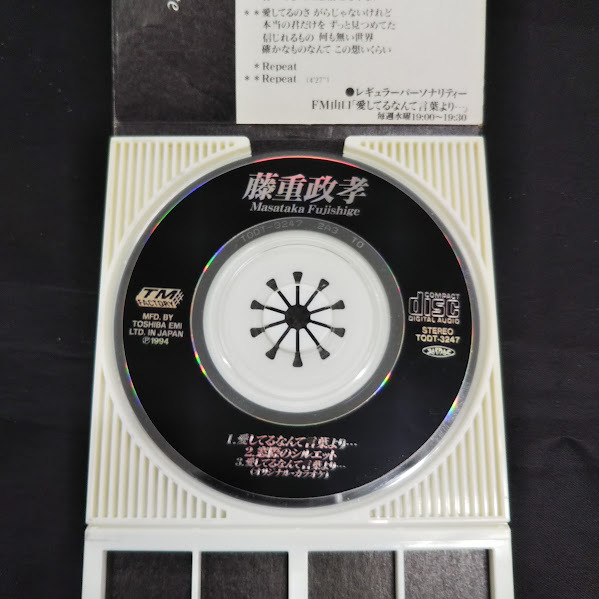 ＊＊愛してるのさ がらじゃないけれど
本当の君だけを ずっと見つめてた
信じれるもの 何も無い世界
確かなものなんて この想いくらい
＊Repeat
＊＊Repeat (4'27")
●レギュラーパーソナリティー
FM山口「愛してるなんて言葉より…」
毎週水曜19:00〜19:30
藤重政孝
Masataka Fujishige
TODT-3247 2A3 TO
TM
FACTORY
MFD. BY
TOSHIBA EMI
LTD. IN JAPAN
℗1994
COMPACT
disc
DIGITAL AUDIO
STEREO
TODT-3247
1.愛してるなんて言葉より…
2.窓際のシルエット
3.愛してるなんて言葉より…
(オリジナル・カラオケ)